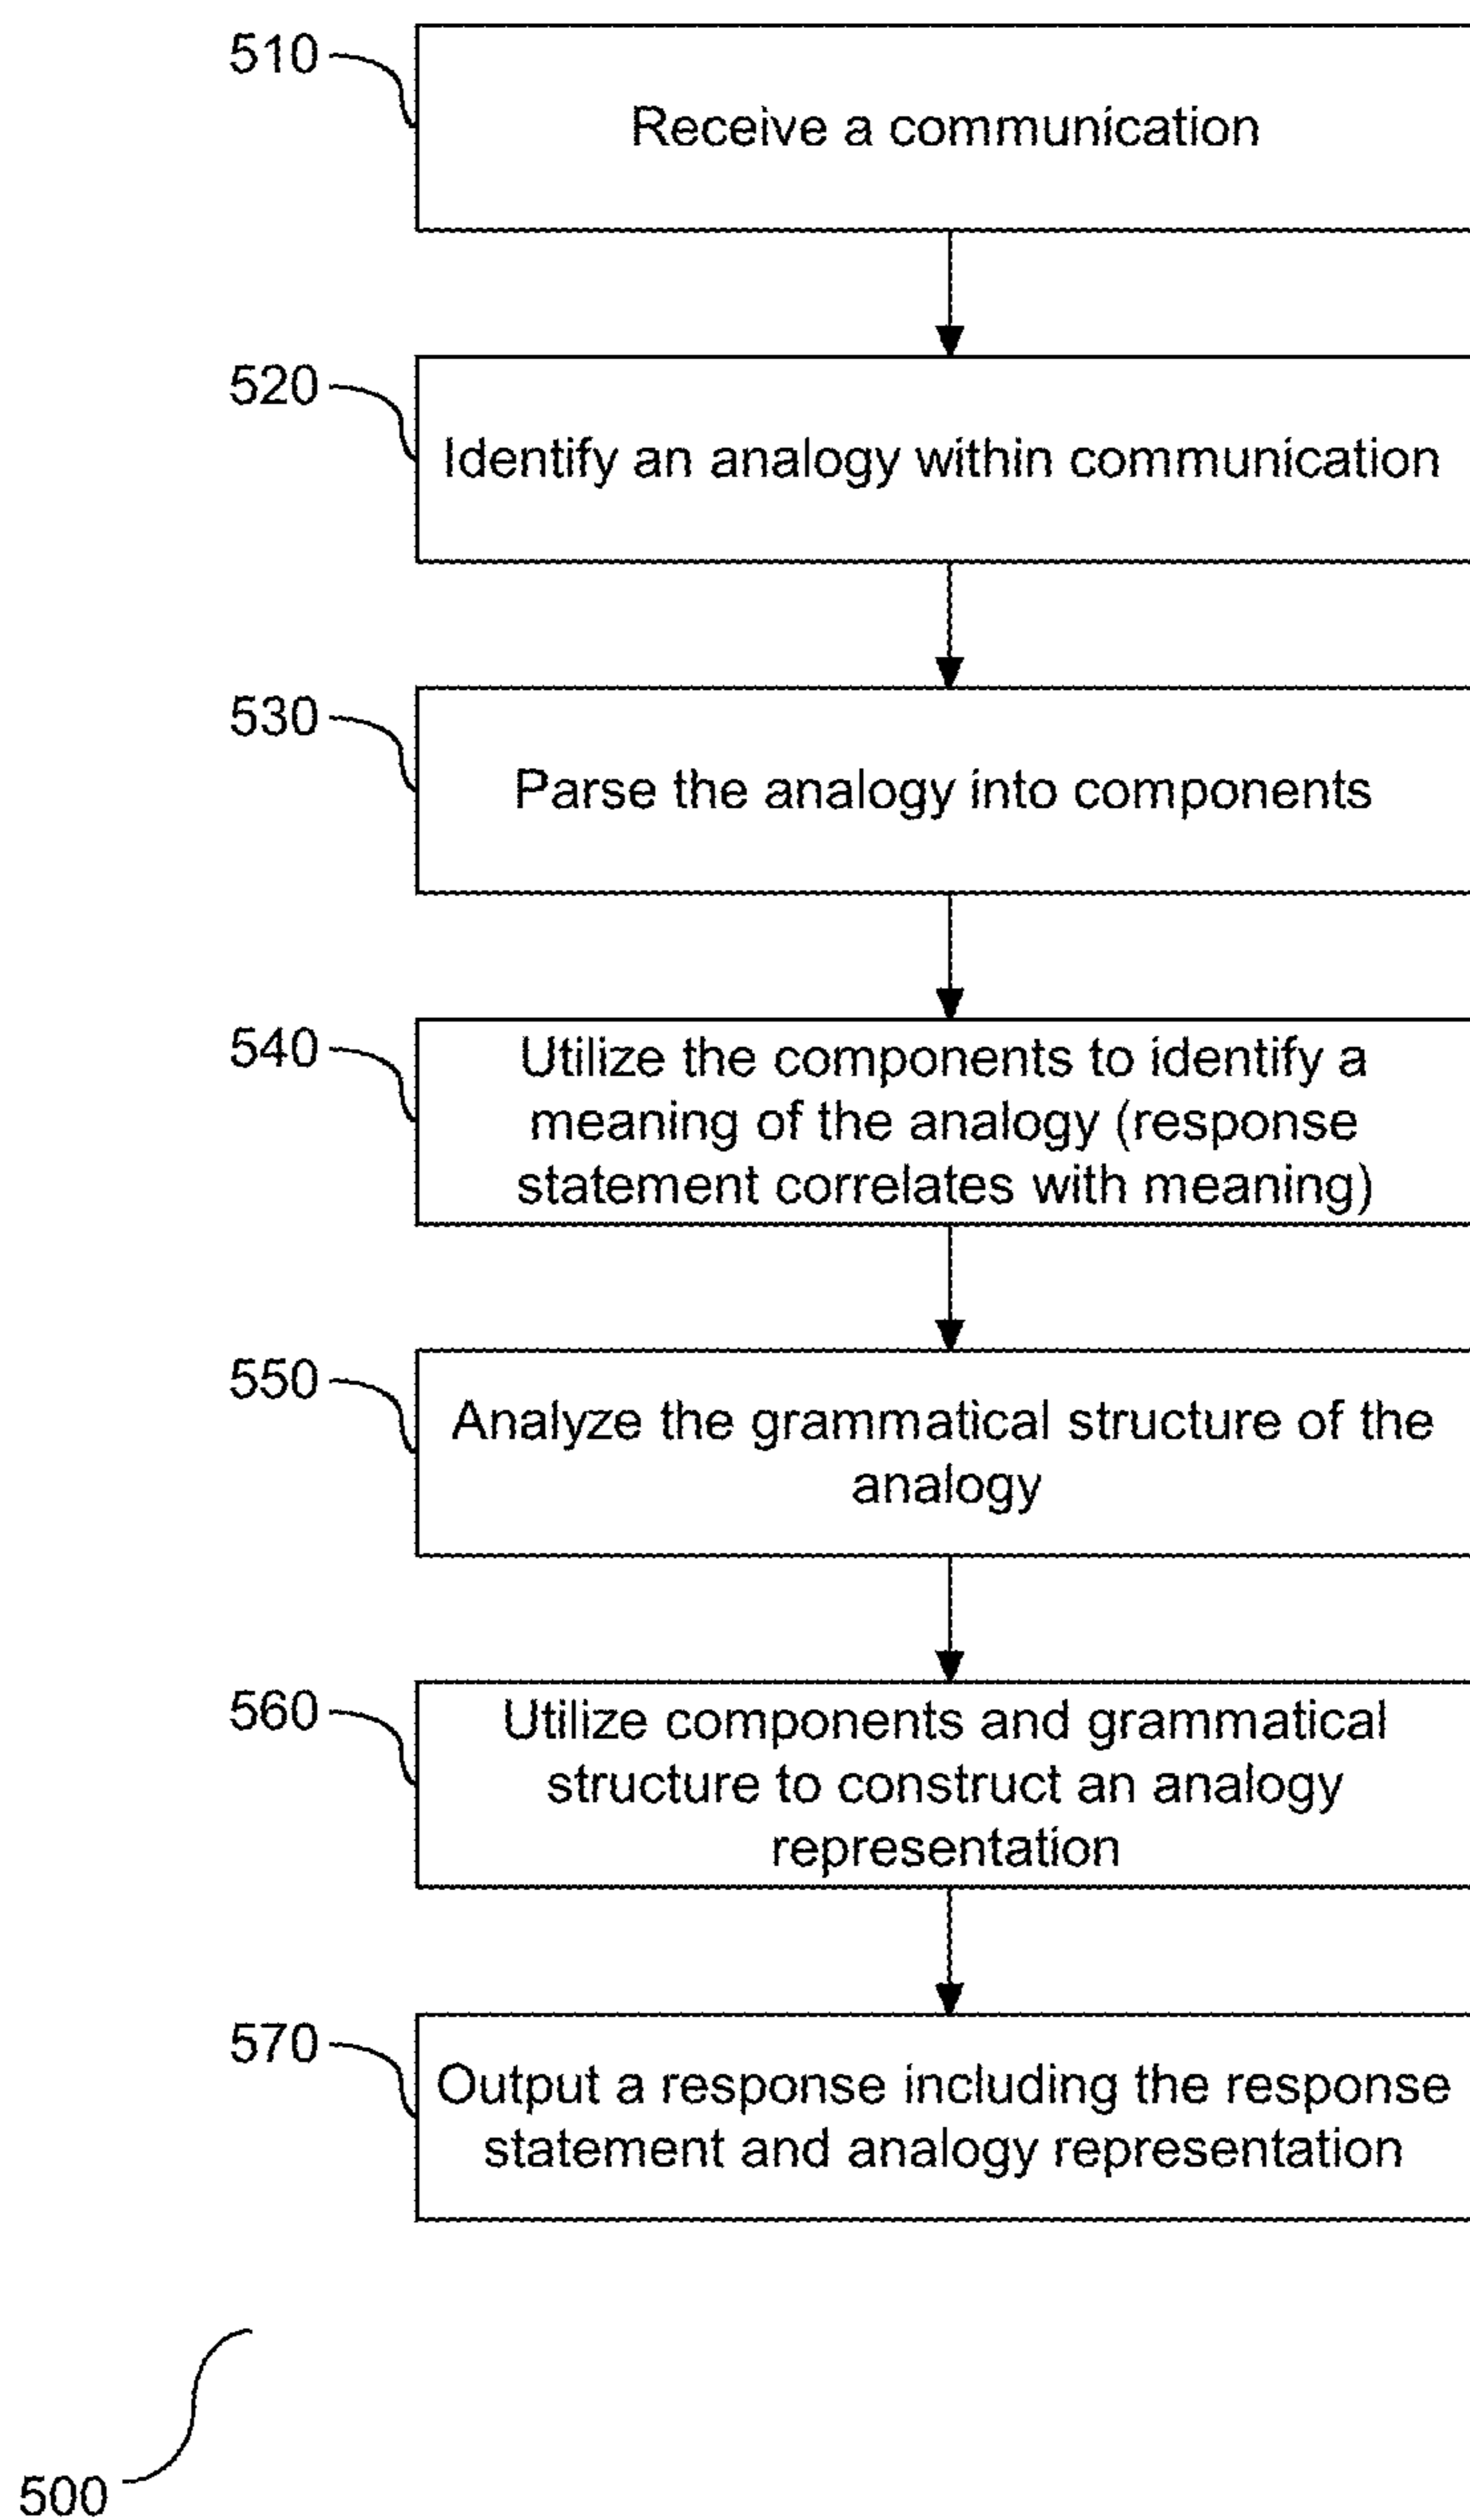 510
Receive a communication
520
Identify an analogy within communication
530
Parse the analogy into components
540
Utilize the components to identify a
meaning of the analogy (response
statement correlates with meaning)
550
Analyze the grammatical structure of the
analogy
560
Utilize components and grammatical
structure to construct an analogy
representation
570
Output a response including the response
statement and analogy representation
500